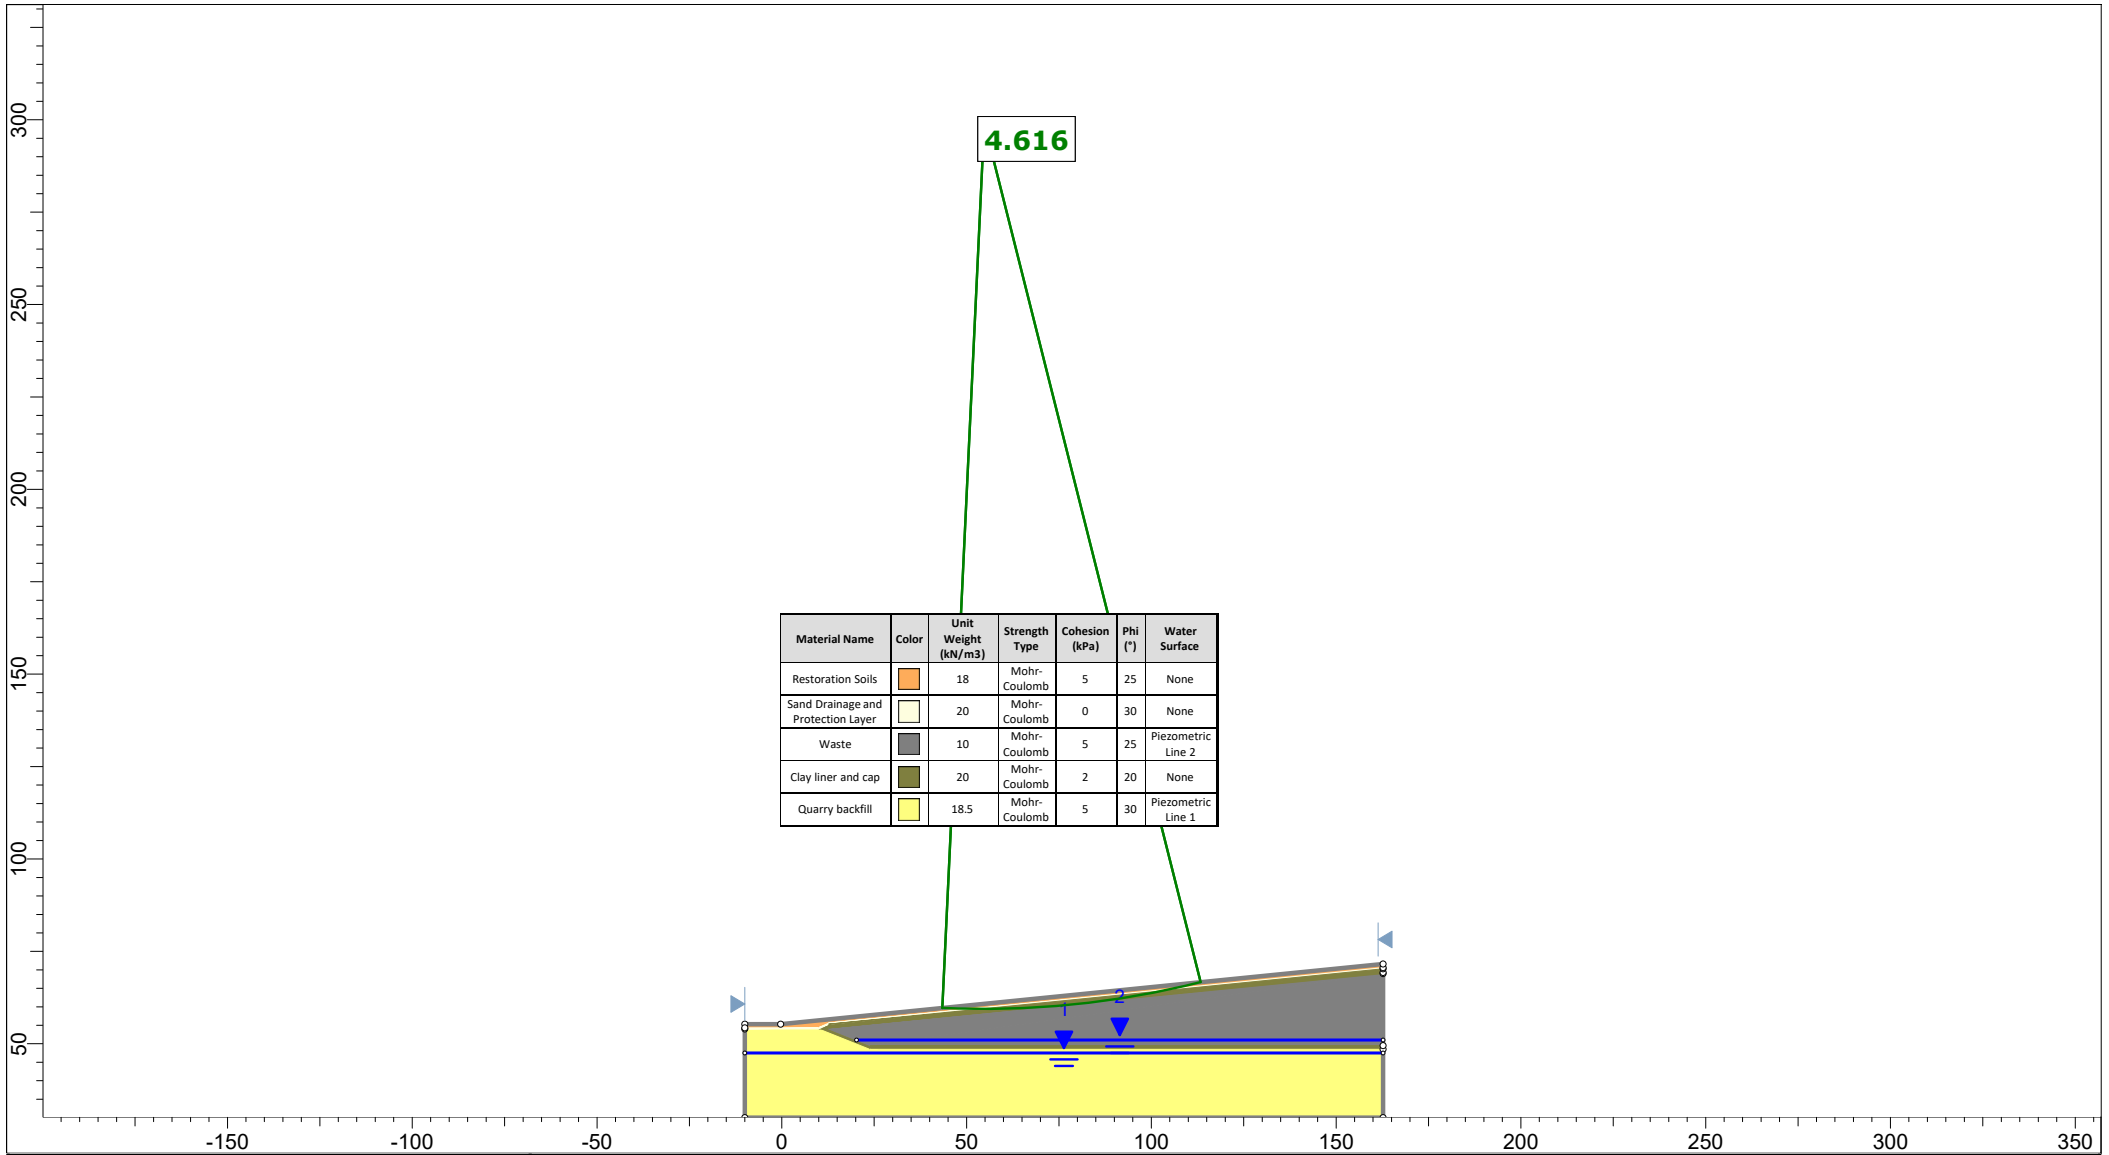 300
250
200
150
100
50
4.616
Material Name Color Unit Weight (kN/m3) Strength Type Cohesion (kPa) Phi (°) Water Surface
Restoration Soils 18 Mohr-Coulomb 5 25 None
Sand Drainage and Protection Layer 20 Mohr-Coulomb 0 30 None
Waste 10 Mohr-Coulomb 5 25 Piezometric Line 2
Clay liner and cap 20 Mohr-Coulomb 2 20 None
Quarry backfill 18.5 Mohr-Coulomb 5 30 Piezometric Line 1
2
1
-150 -100 -50 0 50 100 150 200 250 300 350